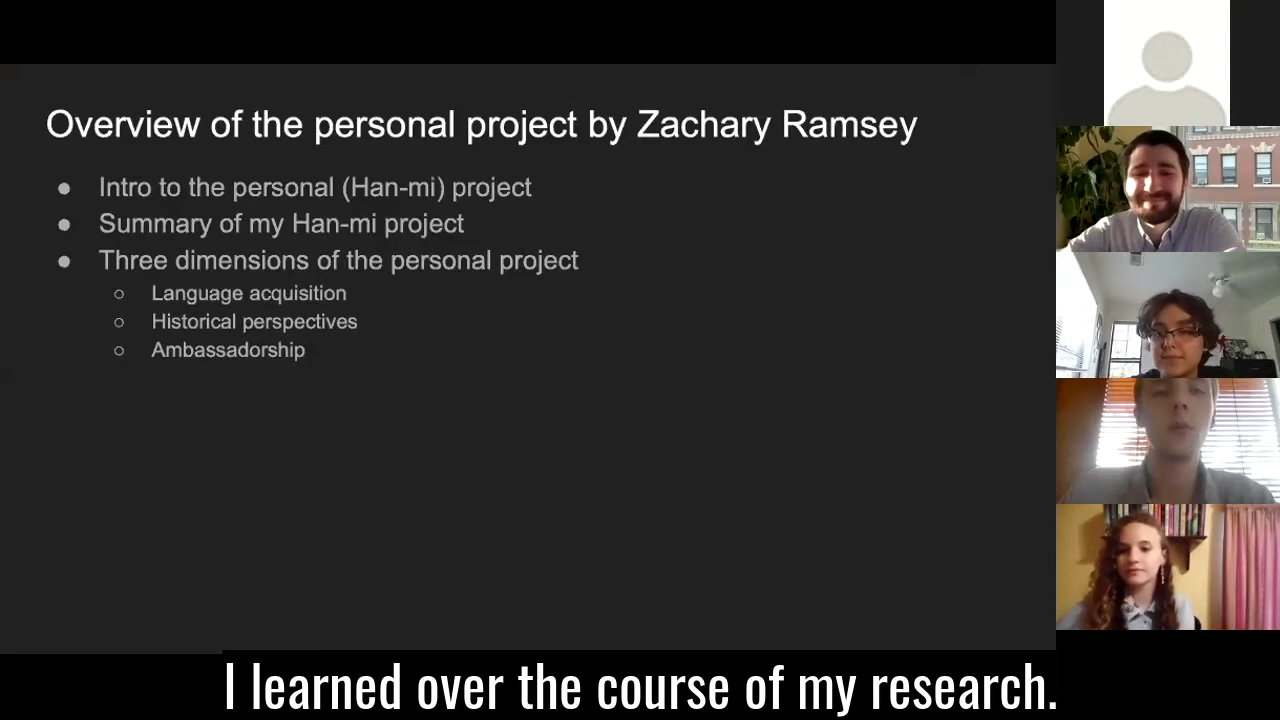 Overview of the personal project by Zachary Ramsey
● Intro to the personal (Han-mi) project
● Summary of my Han-mi project
● Three dimensions of the personal project
○ Language acquisition
○ Historical perspectives
○ Ambassadorship
I learned over the course of my research.